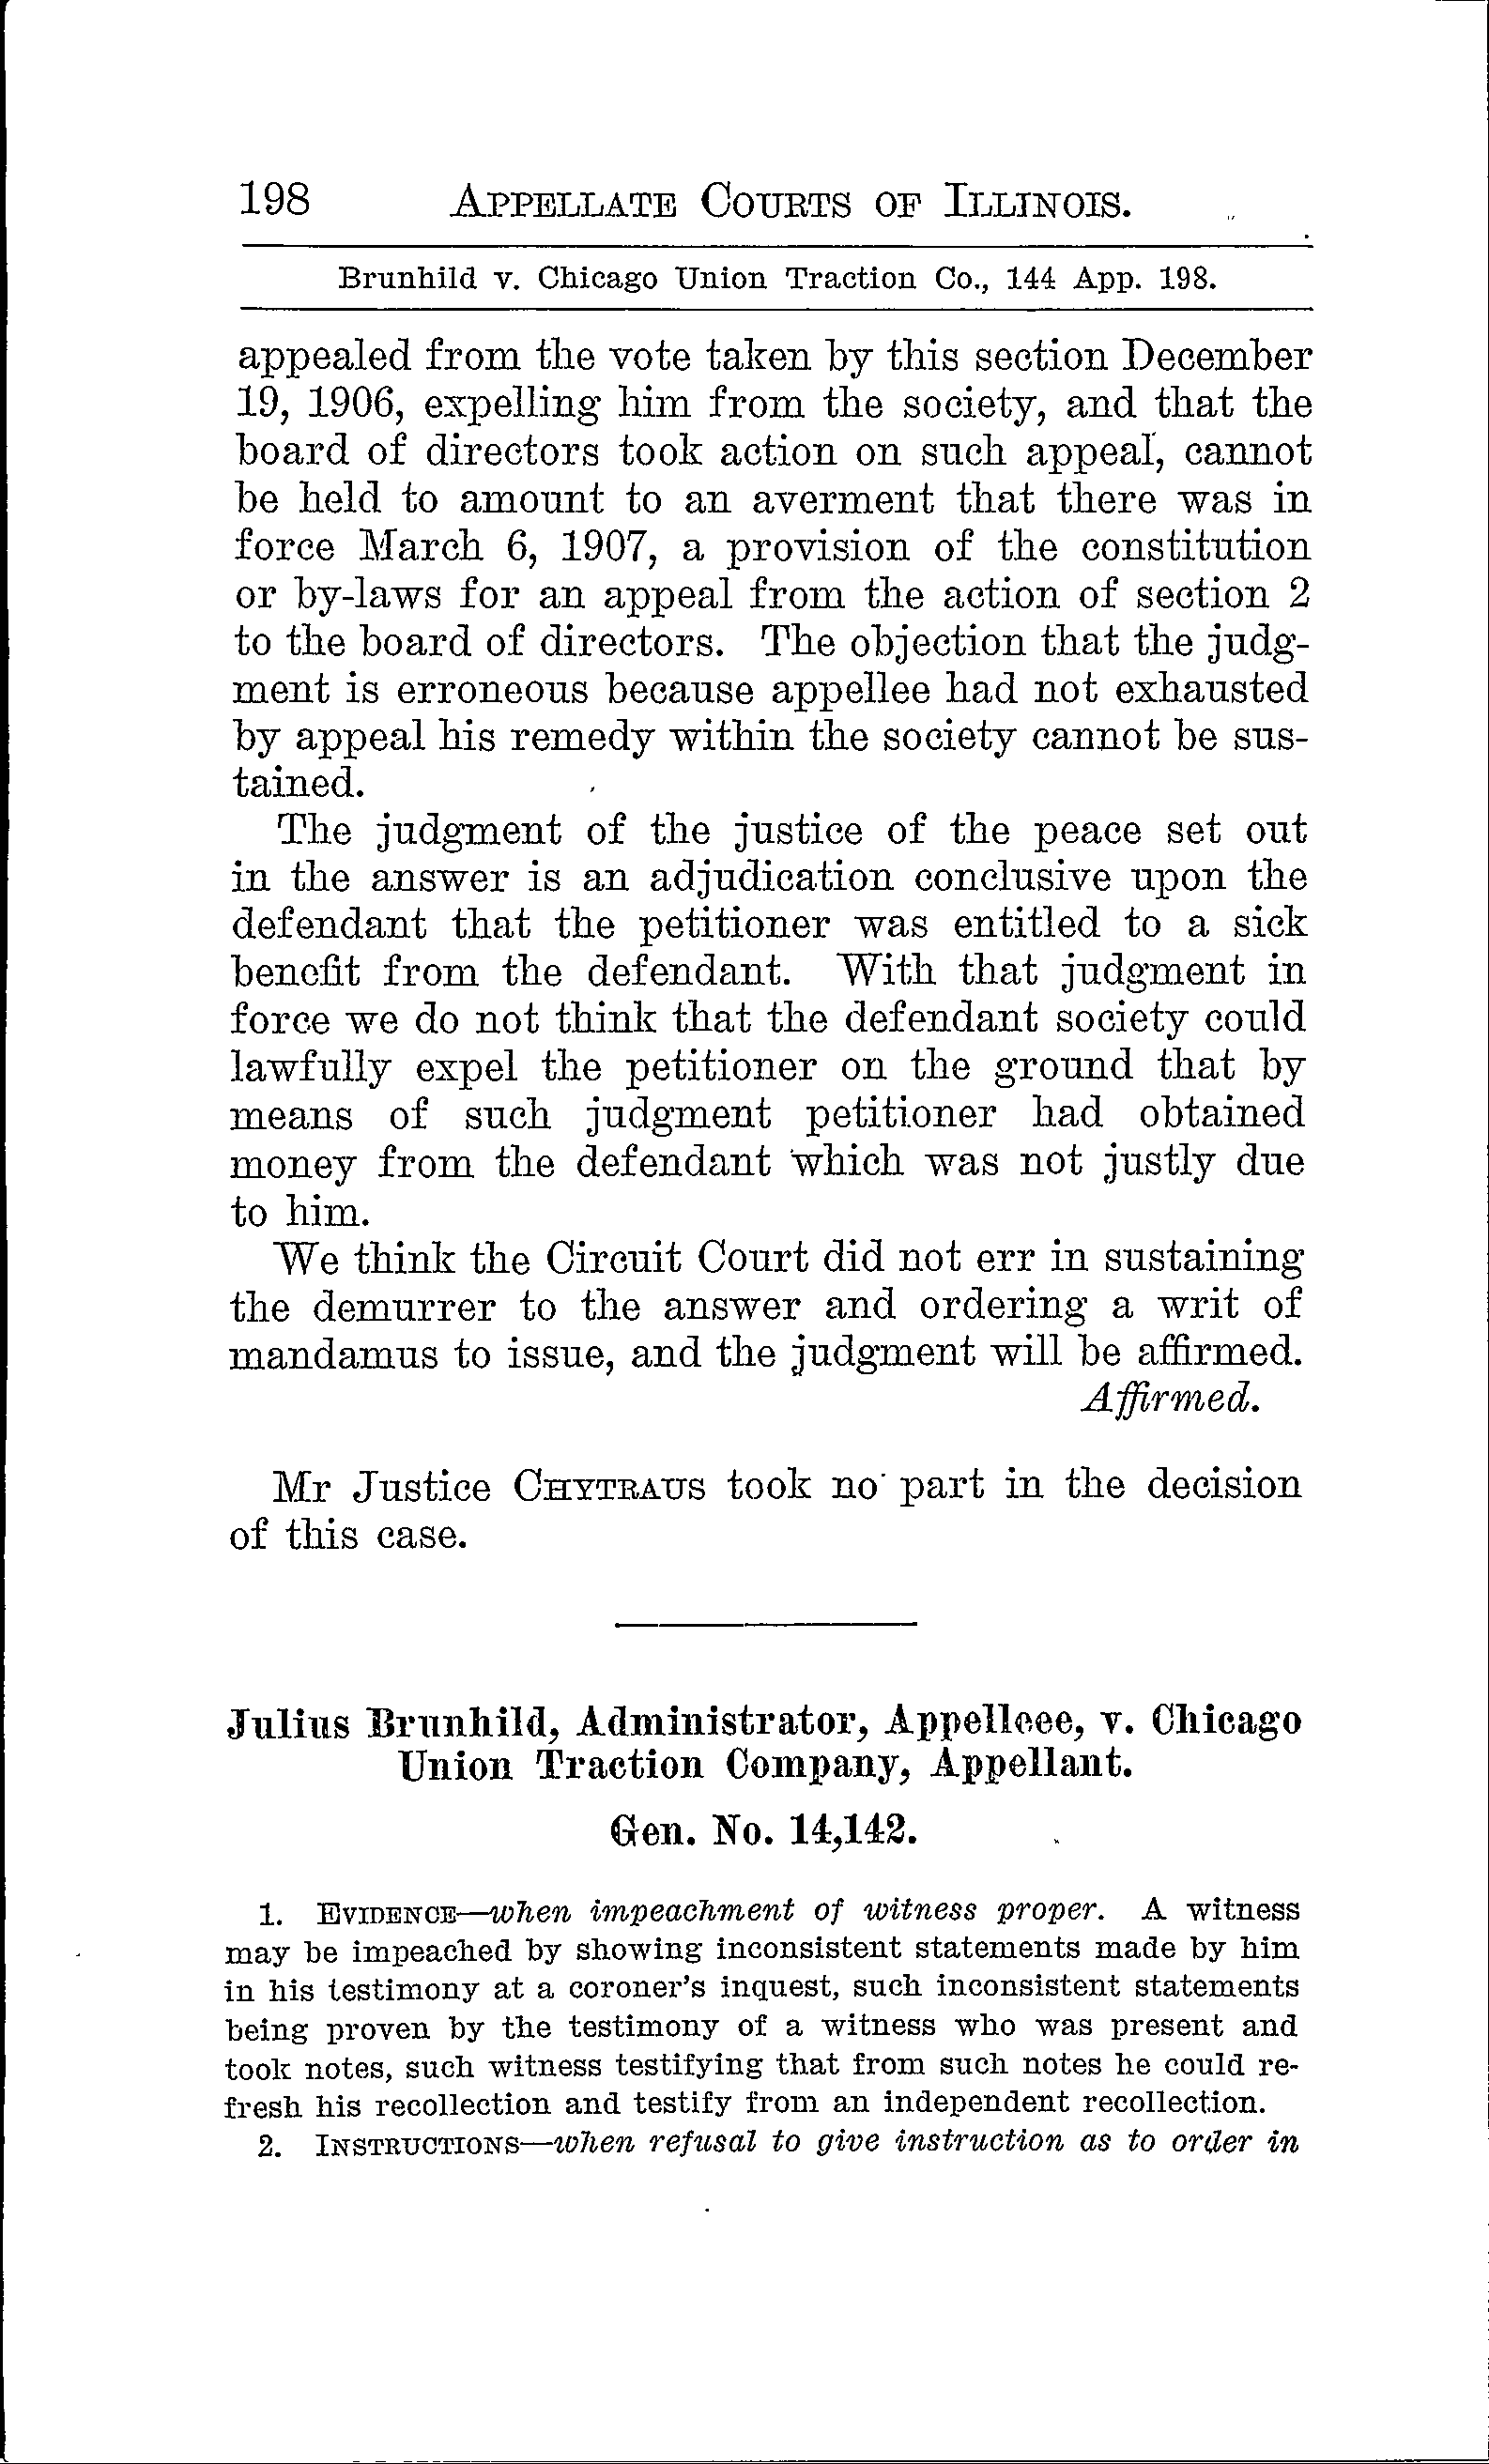 198 APPELLATE COURTS OF ILLINOIS.
Brunhild v. Chicago Union Traction Co., 144 App. 198.
appealed from the vote taken by this section December
19, 1906, expelling him from the society, and that the
board of directors took action on such appeal, cannot
be held to amount to an averment that there was in
force March 6, 1907, a provision of the constitution
or by-laws for an appeal from the action of section 2
to the board of directors. The objection that the judg-
ment is erroneous because appellee had not exhausted
by appeal his remedy within the society cannot be sus-
tained.
The judgment of the justice of the peace set out
in the answer is an adjudication conclusive upon the
defendant that the petitioner was entitled to a sick
benefit from the defendant. With that judgment in
force we do not think that the defendant society could
lawfully expel the petitioner on the ground that by
means of such judgment petitioner had obtained
money from the defendant which was not justly due
to him.
We think the Circuit Court did not err in sustaining
the demurrer to the answer and ordering a writ of
mandamus to issue, and the judgment will be affirmed.
Affirmed.
Mr Justice CHYTRAUS took no part in the decision
of this case.
Julius Brunhild, Administrator, Appellee, v. Chicago
Union Traction Company, Appellant.
Gen. No. 14,142.
1. EVIDENCE—when impeachment of witness proper. A witness
may be impeached by showing inconsistent statements made by him
in his testimony at a coroner's inquest, such inconsistent statements
being proven by the testimony of a witness who was present and
took notes, such witness testifying that from such notes he could re-
fresh his recollection and testify from an independent recollection.
2. INSTRUCTIONS—when refusal to give instruction as to order in